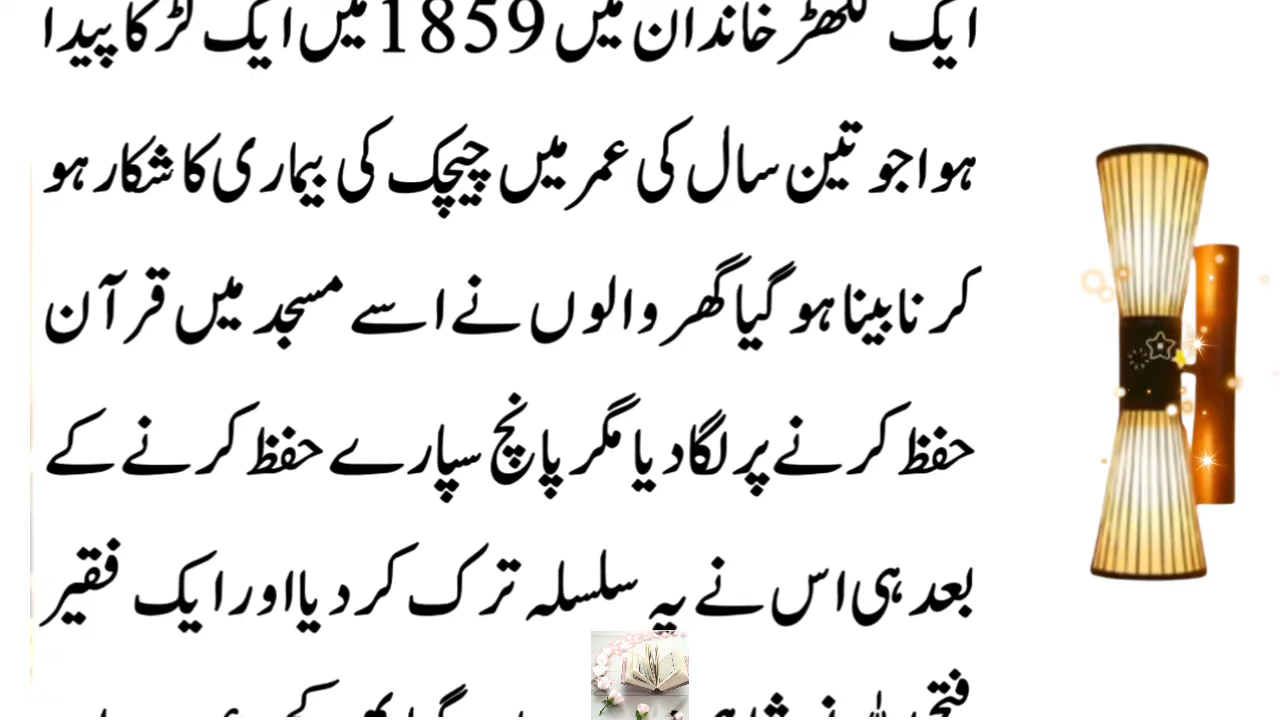 ایک گکھڑ خاندان میں 1859 میں ایک لڑکا پیدا
ہوا جو تین سال کی عمر میں چیچک کی بیماری کا شکار ہو
کر نابینا ہو گیا گھر والوں نے اسے مسجد میں قرآن
حفظ کرنے پر لگا دیا مگر پانچ سپارے حفظ کرنے کے
بعد ہی اس نے یہ سلسلہ ترک کر دیا اور ایک فقیر